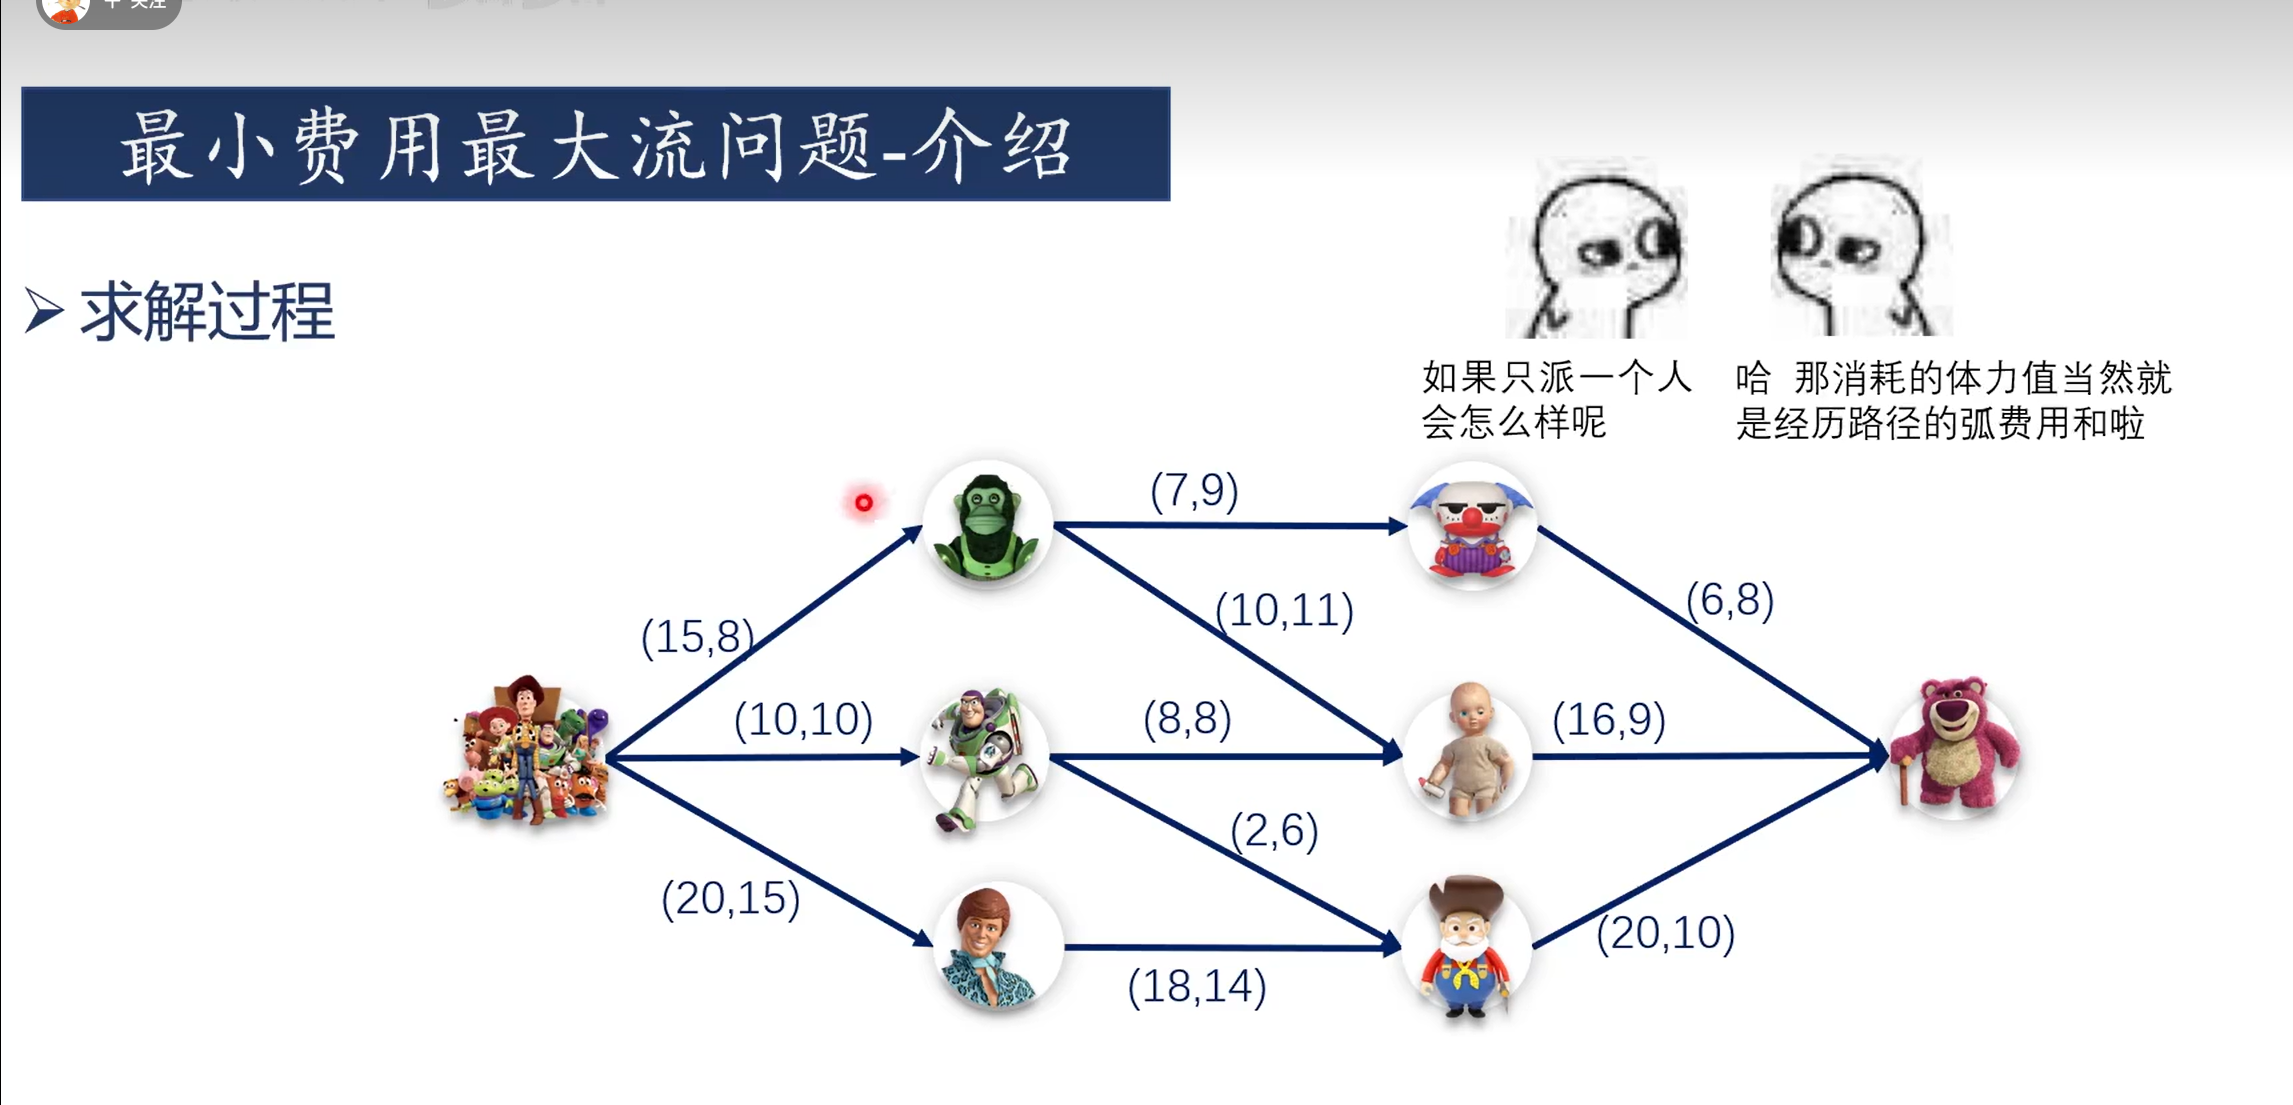 关注
最小费用最大流问题-介绍
求解过程
如果只派一个人
会怎么样呢
哈 那消耗的体力值当然就
是经历路径的弧费用和啦
(7,9)
(6,8)
(10,11)
(15,8)
(10,10)
(8,8)
(16,9)
(2,6)
(20,15)
(20,10)
(18,14)